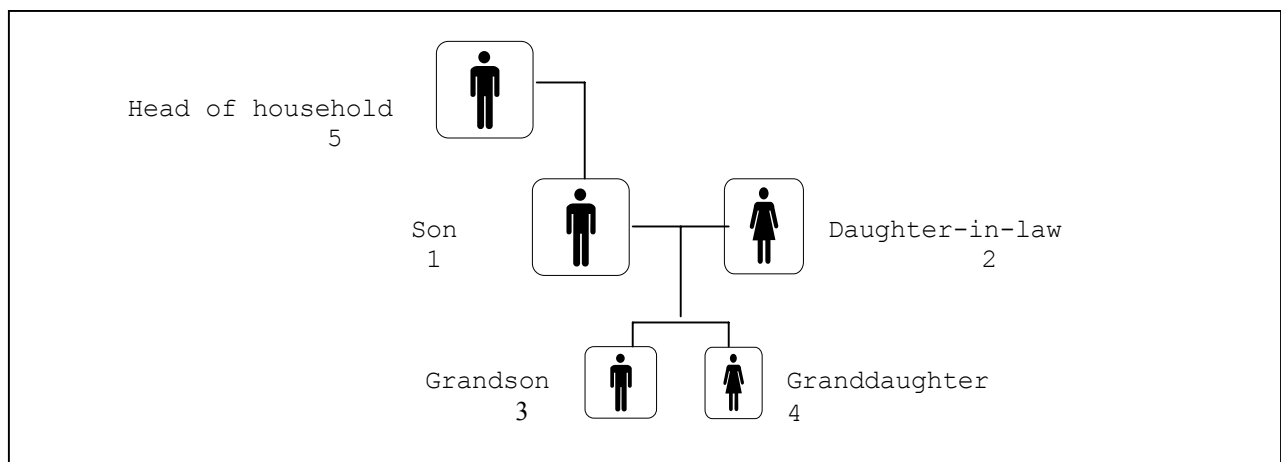 Head of household
5
Son
1
Daughter-in-law
2
Grandson
3
Granddaughter
4